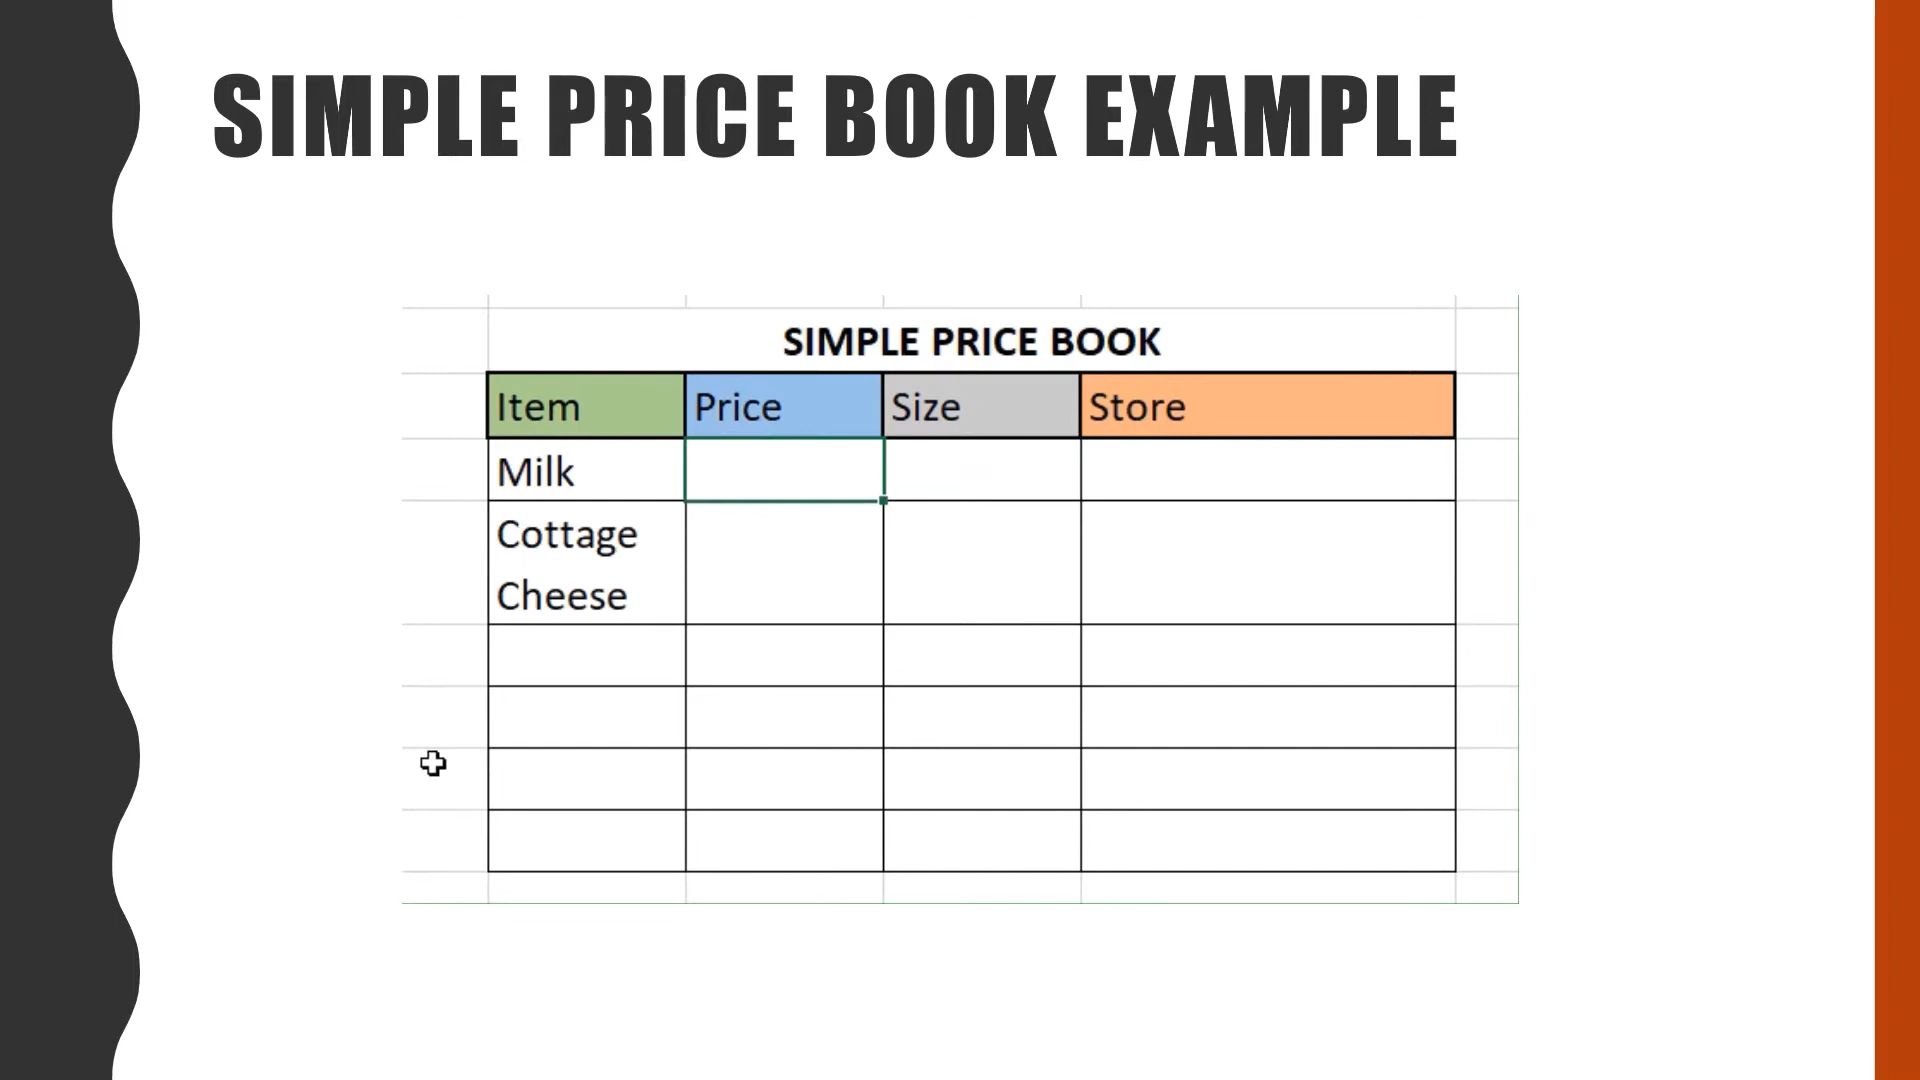 SIMPLE PRICE BOOK EXAMPLE
SIMPLE PRICE BOOK
Item Price Size Store
Milk
Cottage
Cheese